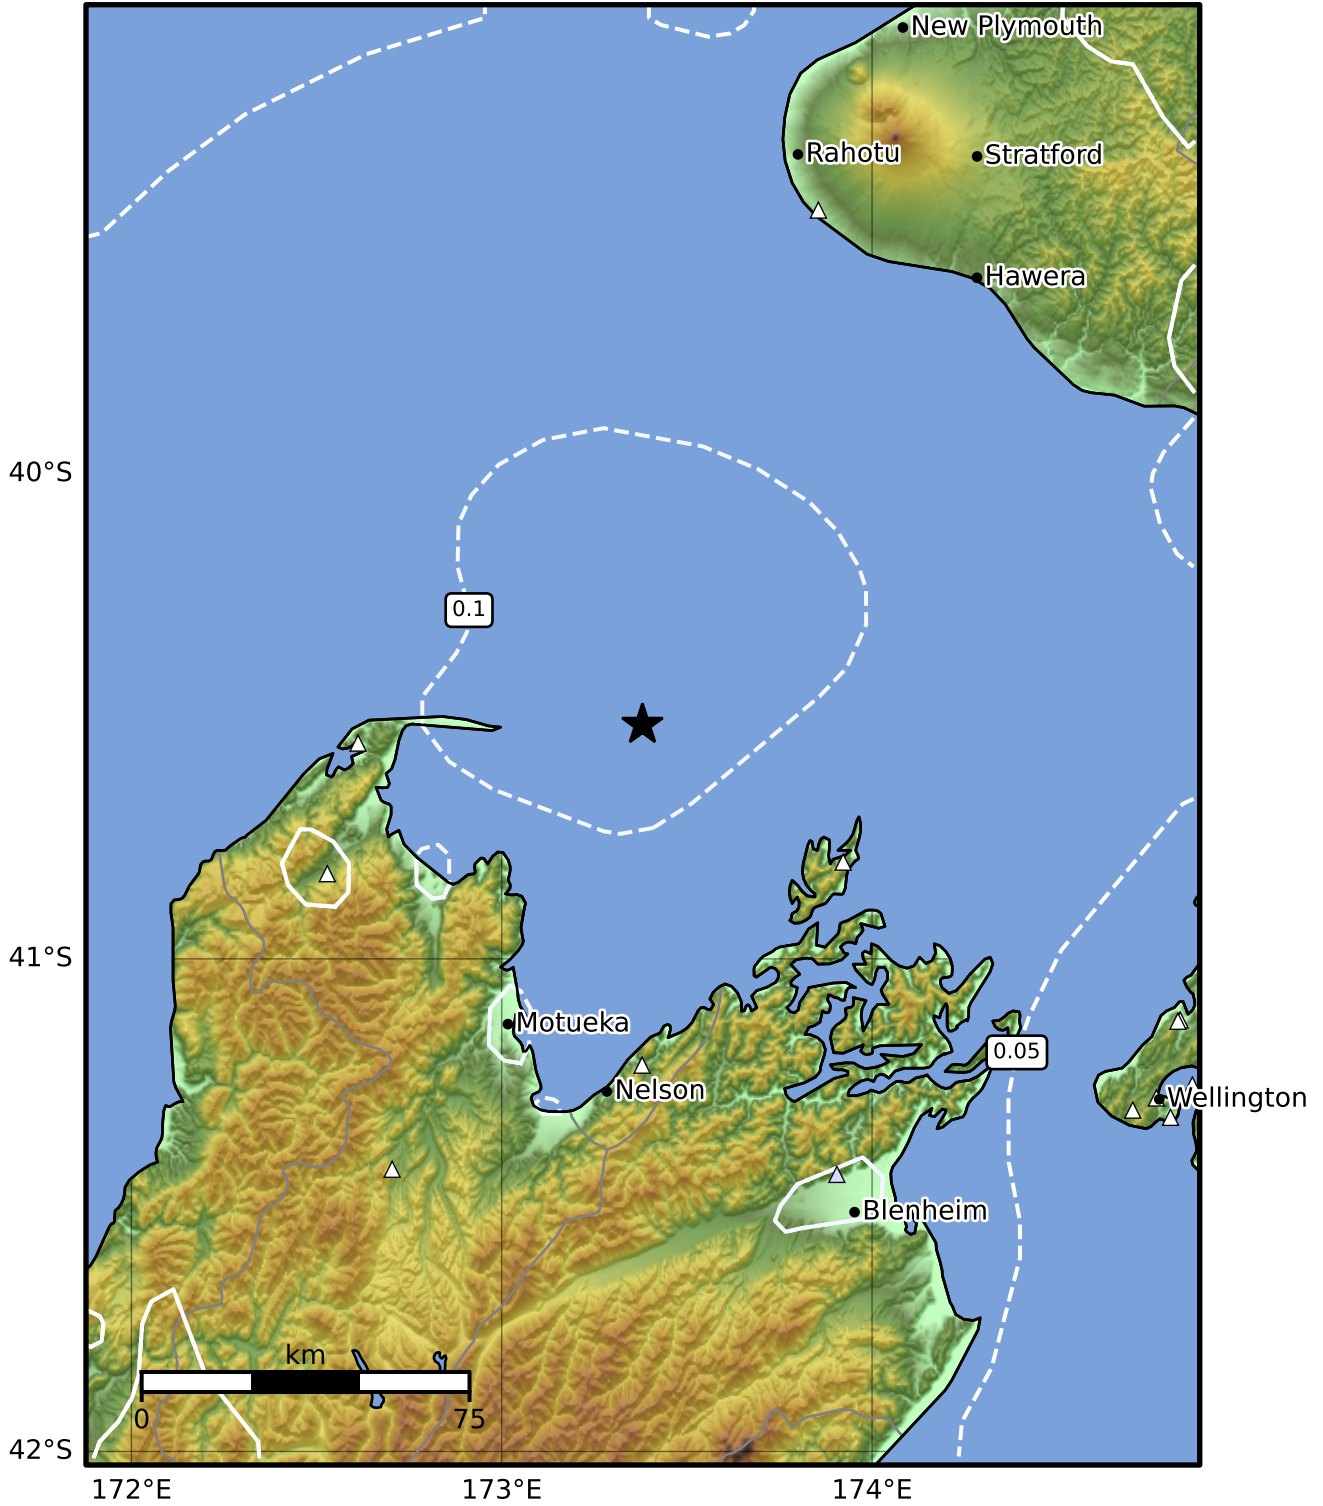 New Plymouth
Rahotu
Stratford
Hawera
40°S
0.1
41°S
Motueka
0.05
Nelson
Wellington
Blenheim
km
0
75
42°S
172°E
173°E
174°E